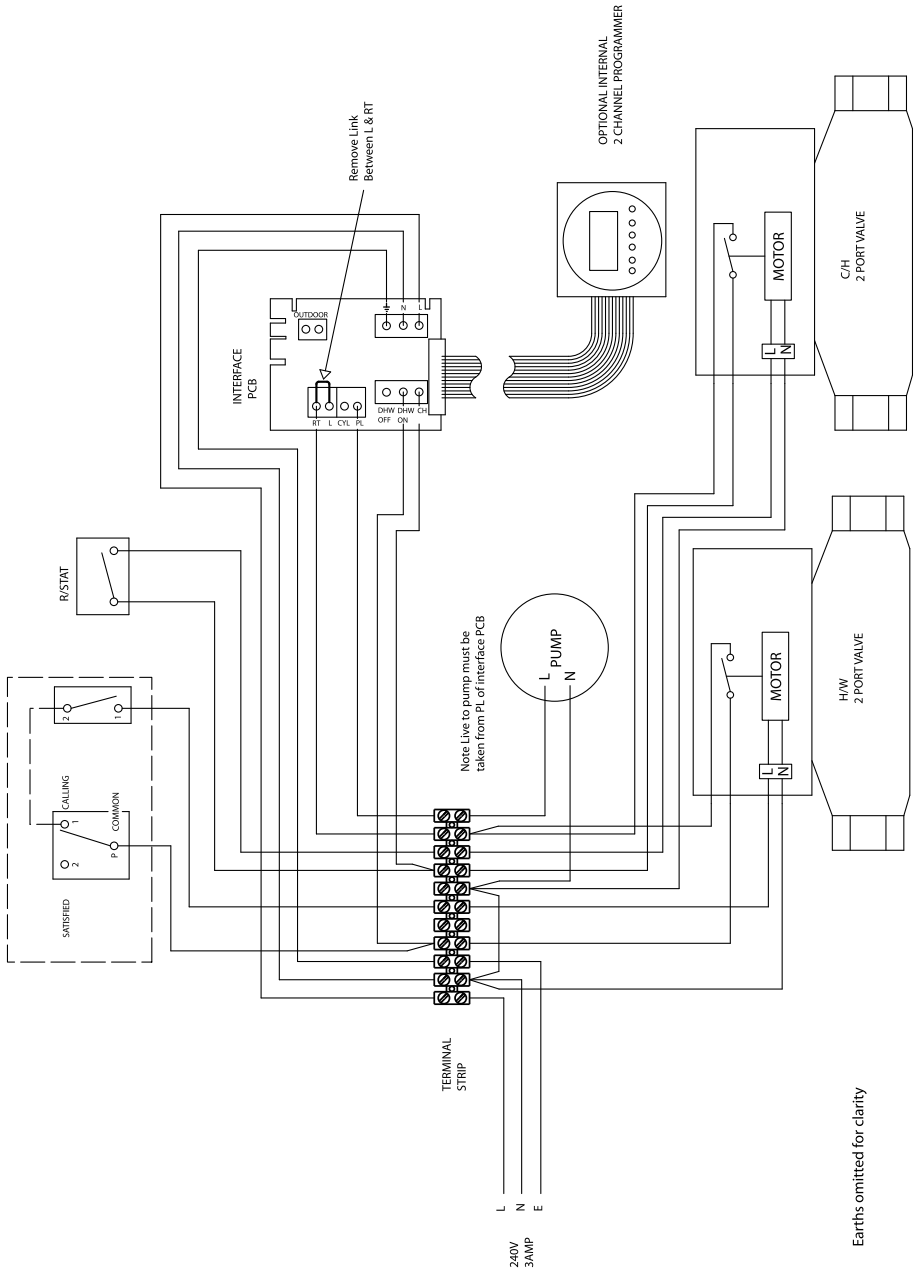 SATISFIED
CALLING
COMMON
2
1
P
2
1
R/STAT
INTERFACE
PCB
Remove Link
Between L & RT
OUTDOOR
N
L
RT
L
CYL
PL
DHW
OFF
DHW
ON
CH
OPTIONAL INTERNAL
2 CHANNEL PROGRAMMER
Note Live to pump must be
taken from PL of interface PCB
L
PUMP
N
MOTOR
L
N
C/H
2 PORT VALVE
MOTOR
L
N
H/W
2 PORT VALVE
TERMINAL
STRIP
L
N
E
240V
3AMP
Earths omitted for clarity